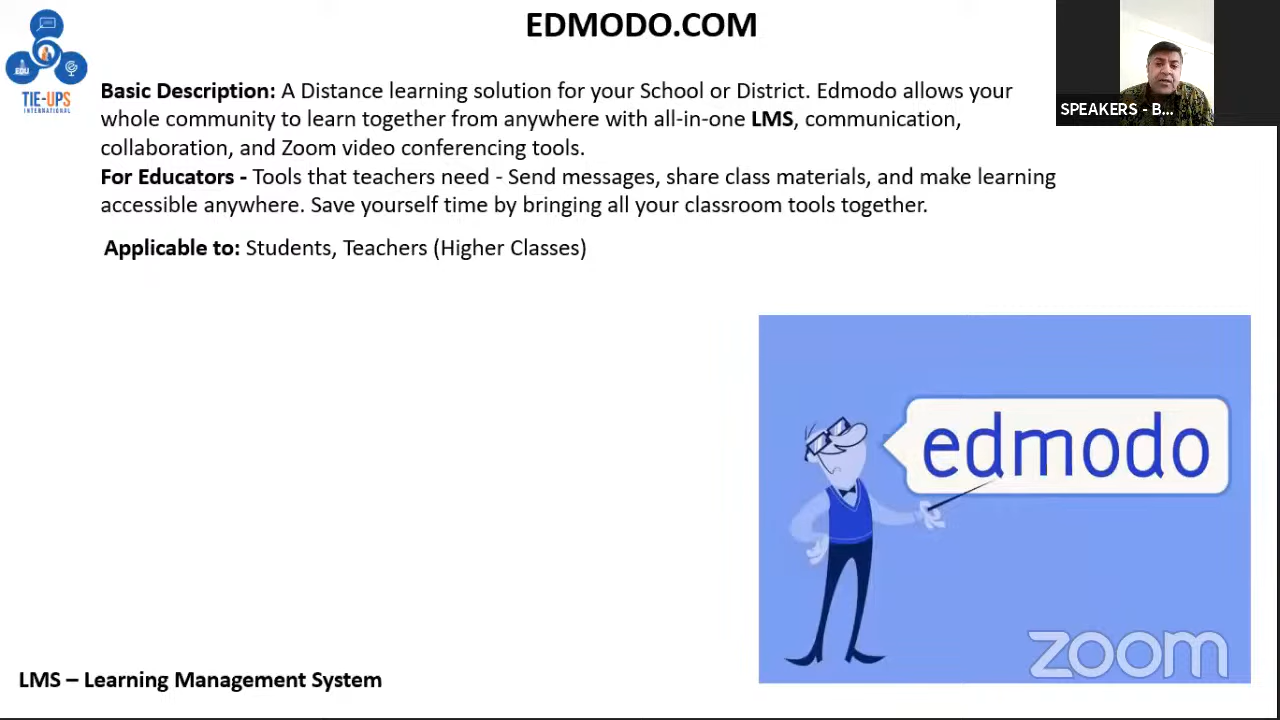 EDMODO.COM
EDU
TIE-UPS
INTERNATIONAL
Basic Description: A Distance learning solution for your School or District. Edmodo allows your
whole community to learn together from anywhere with all-in-one LMS, communication,
collaboration, and Zoom video conferencing tools.
For Educators - Tools that teachers need - Send messages, share class materials, and make learning
accessible anywhere. Save yourself time by bringing all your classroom tools together.
Applicable to: Students, Teachers (Higher Classes)
SPEAKERS - B...
edmodo
zoom
LMS – Learning Management System